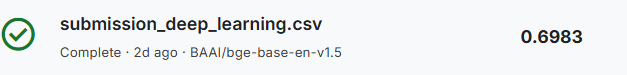 submission_deep_learning.csv
0.6983
Complete · 2d ago · BAAI/bge-base-en-v1.5